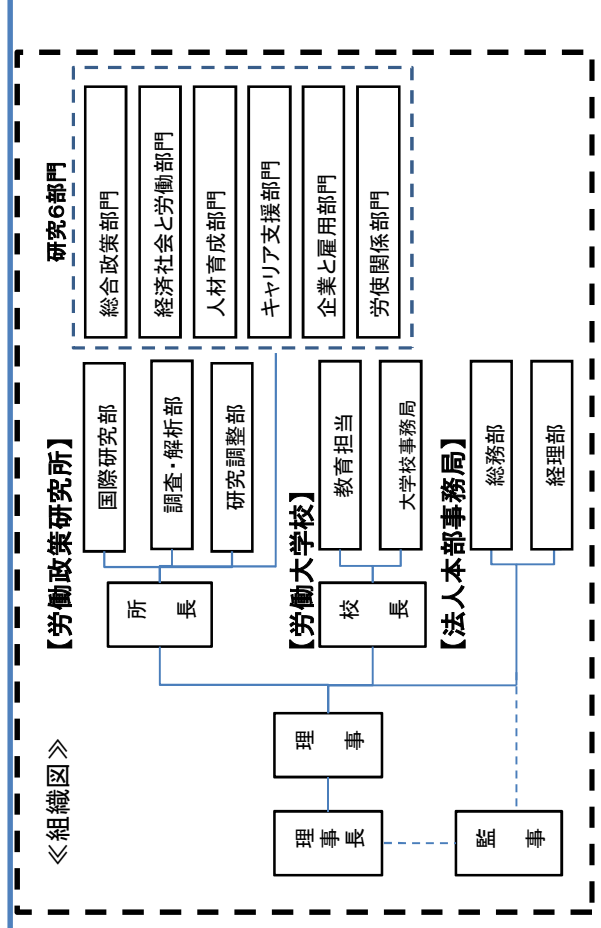 ≪組織図≫
理事長
監事
理事
【労働政策研究所】
所長
国際研究部
調査・解析部
研究調整部
研究6部門
総合政策部門
経済社会と労働部門
人材育成部門
キャリア支援部門
企業と雇用部門
労使関係部門
【労働大学校】
校長
教育担当
大学校事務局
【法人本部事務局】
総務部
経理部